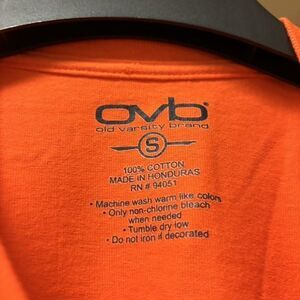 ovb
old varsity brand
S
100% COTTON
MADE IN HONDURAS
RN # 94051
• Machine wash warm like colors
• Only non-chlorine bleach
when needed
• Tumble dry low
• Do not iron if decorated